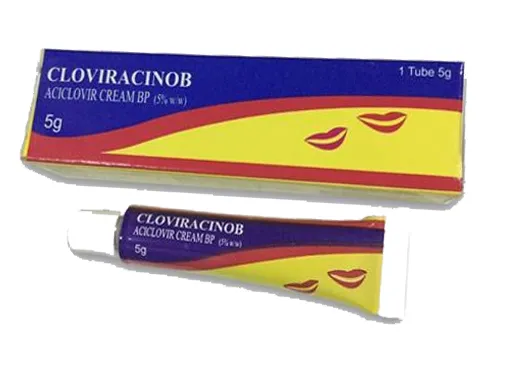 CLOVIRACINOB
1 Tube 5g
ACICLOVIR CREAM BP (5% w/w)
5g
CLOVIRACINOB
ACICLOVIR CREAM BP (5% w/w)
5g